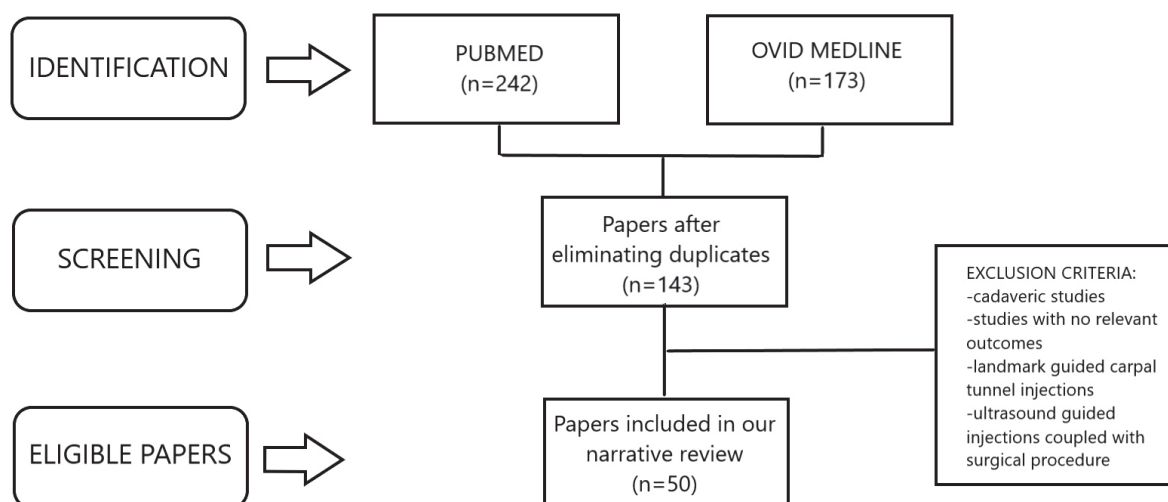 IDENTIFICATION
PUBMED
(n=242)
OVID MEDLINE
(n=173)
SCREENING
Papers after
eliminating duplicates
(n=143)
EXCLUSION CRITERIA:
-cadaveric studies
-studies with no relevant
outcomes
-landmark guided carpal
tunnel injections
-ultrasound guided
injections coupled with
surgical procedure
ELIGIBLE PAPERS
Papers included in our
narrative review
(n=50)